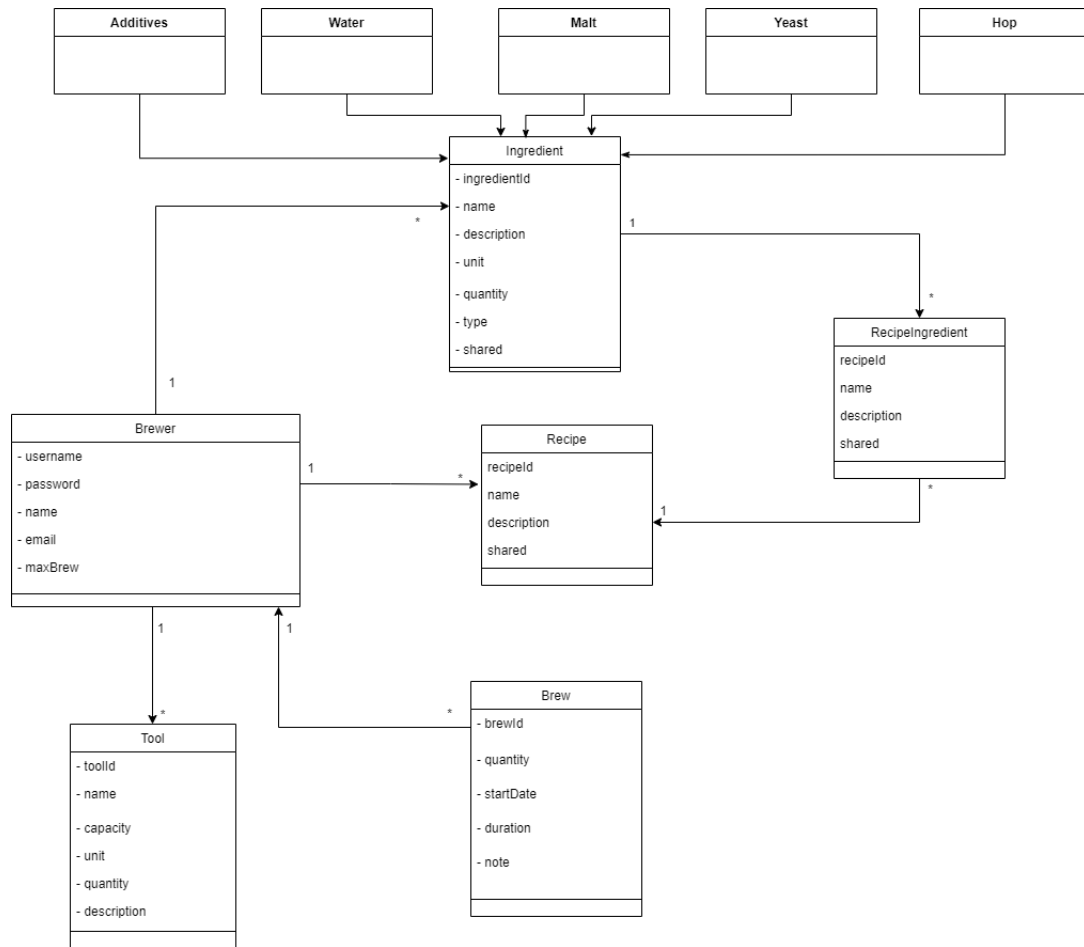 Additives
Water
Malt
Yeast
Hop
Ingredient
- ingredientId
- name
- description
- unit
- quantity
- type
- shared
*
1
1
*
RecipeIngredient
recipeId
name
description
shared
*
1
Brewer
- username
- password
- name
- email
- maxBrew
1
*
Recipe
recipeId
name
description
shared
1
*
1
*
Tool
- toolId
- name
- capacity
- unit
- quantity
- description
Brew
- brewId
- quantity
- startDate
- duration
- note